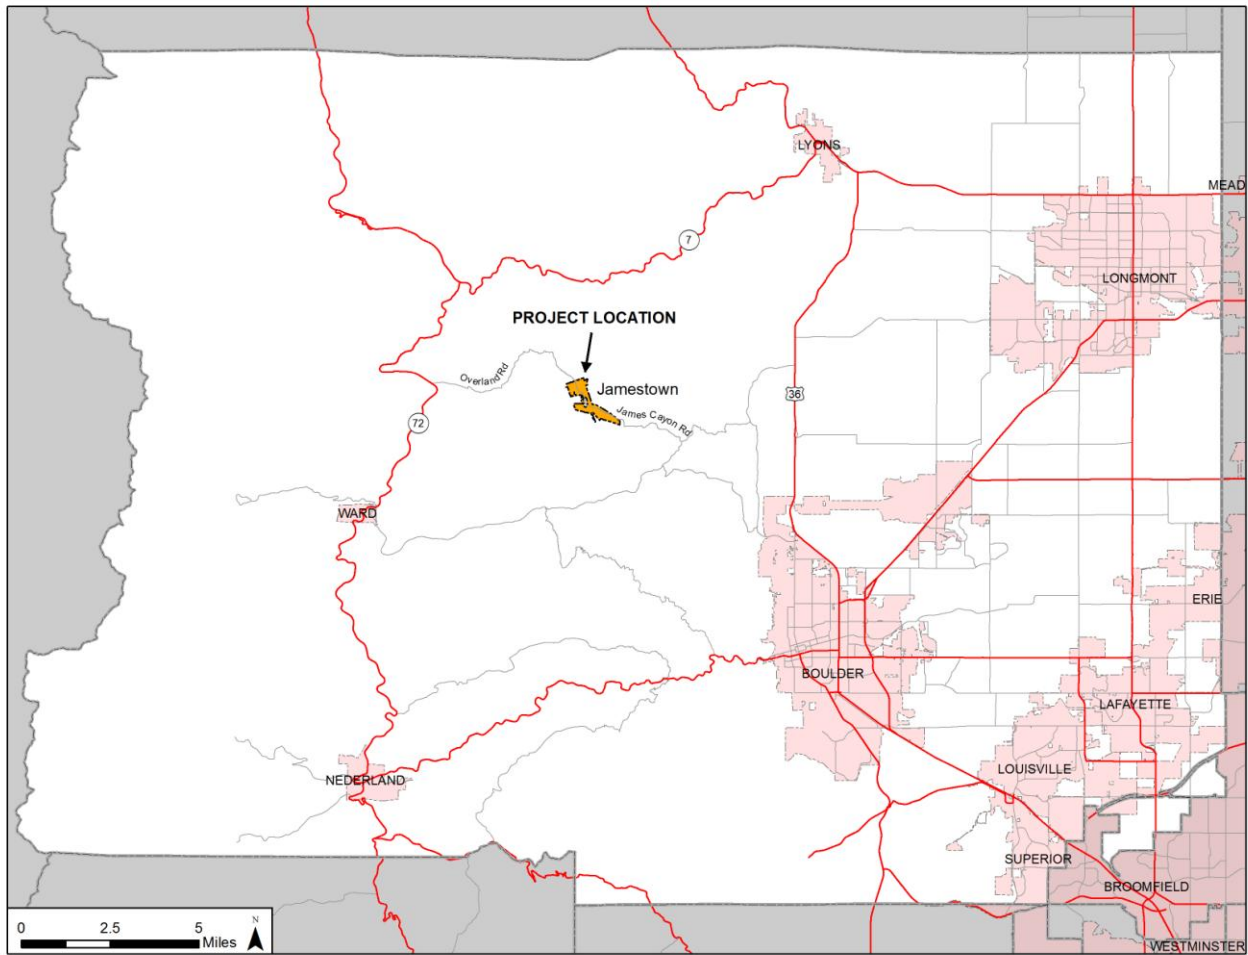 LYONS
MEAD
7
LONGMONT
PROJECT LOCATION
Overland Rd
Jamestown
36
James Cayon Rd
72
WARD
ERIE
BOULDER
LAFAYETTE
LOUISVILLE
NEDERLAND
SUPERIOR
BROOMFIELD
0 2.5 5
Miles
N
WESTMINSTER